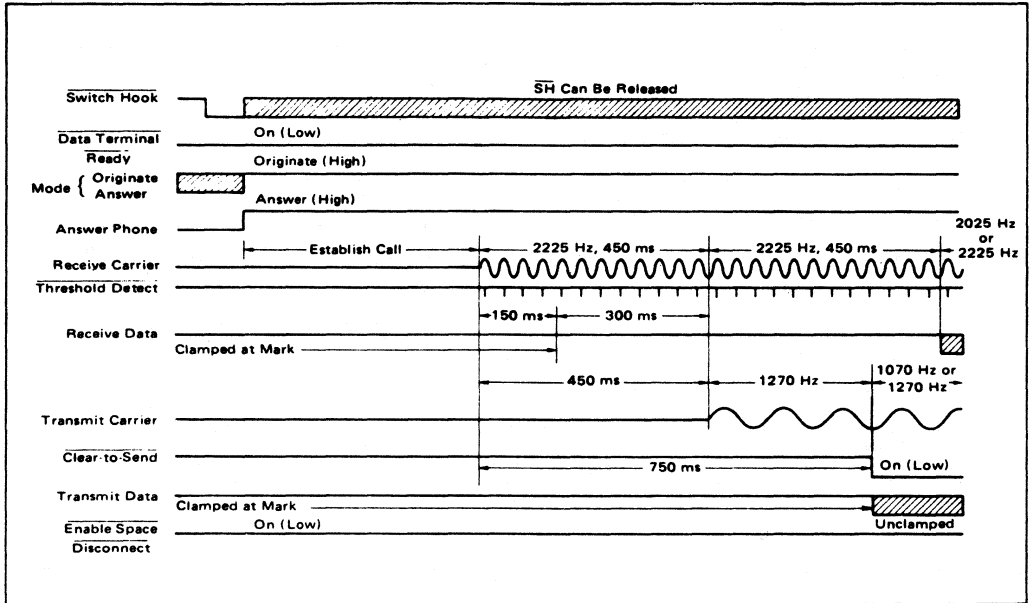 SH Can Be Released
Switch Hook
On (Low)
Data Terminal
Ready
Originate (High)
Mode { Originate
Answer
Answer (High)
Answer Phone
Establish Call
2225 Hz, 450 ms
2225 Hz, 450 ms
2025 Hz
or
2225 Hz
Receive Carrier
Threshold Detect
150 ms
300 ms
Receive Data
Clamped at Mark
450 ms
1270 Hz
1070 Hz or
1270 Hz
Transmit Carrier
Clear-to-Send
750 ms
On (Low)
Transmit Data
Clamped at Mark
Unclamped
Enable Space
On (Low)
Disconnect